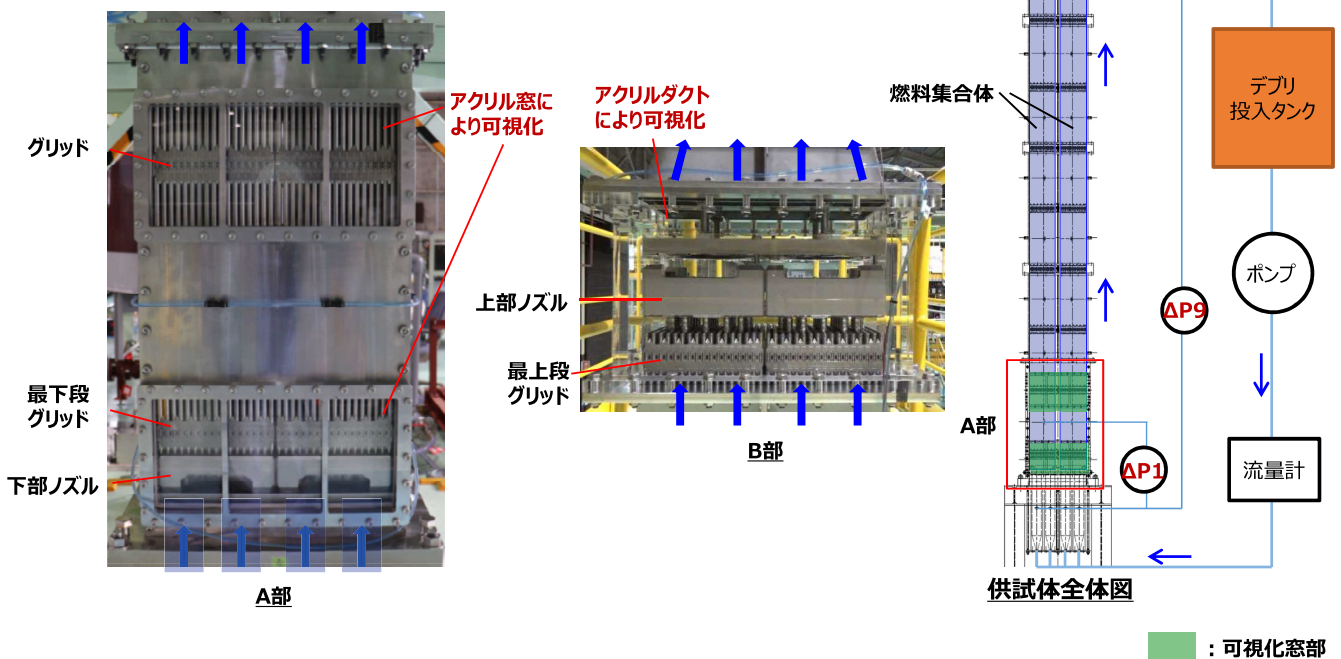 グリッド
最下段
グリッド
下部ノズル
アクリル窓に
より可視化
A部
アクリルダクト
により可視化
上部ノズル
最上段
グリッド
B部
燃料集合体
A部
ΔP9
ΔP1
デブリ
投入タンク
ポンプ
流量計
供試体全体図
：可視化窓部